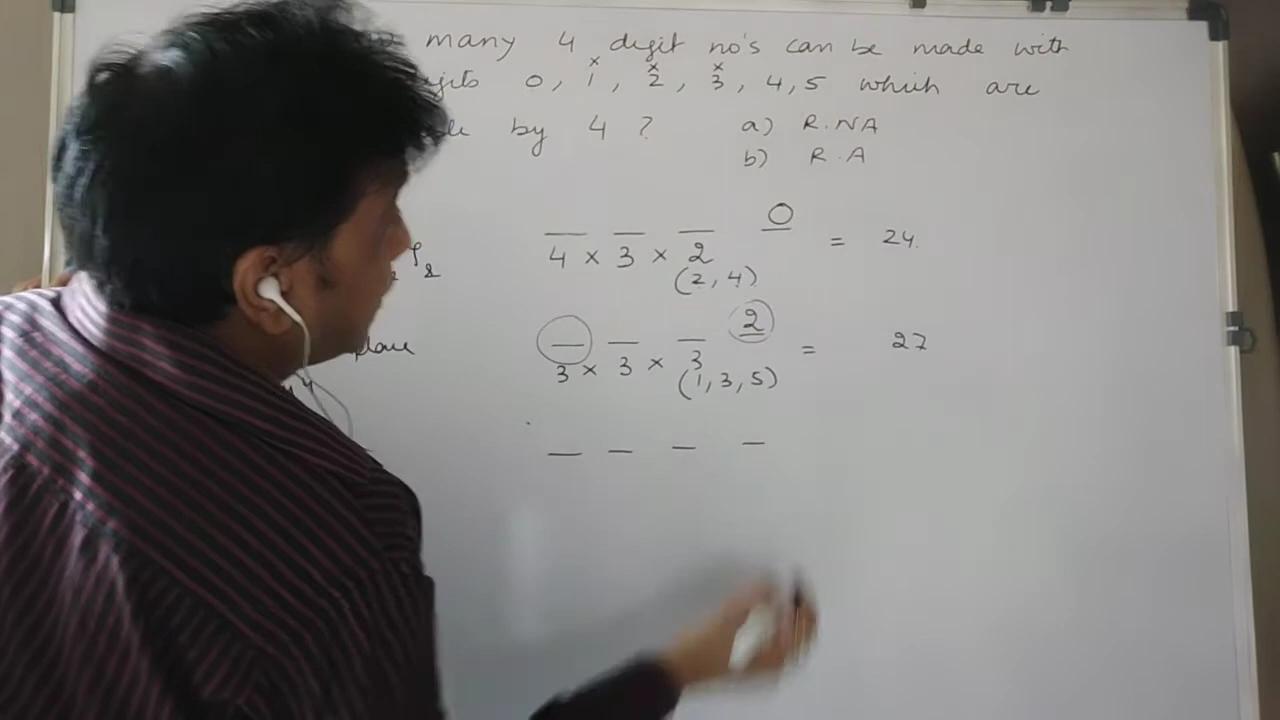 many 4 digit no's can be made with
0, 1, 2, 3, 4, 5 which are
by 4 ? a) R.NA
b) R.A
0
4 × 3 × 2 = 24.
(2, 4)
2
3 × 3 × 3 = 27
(1, 3, 5)